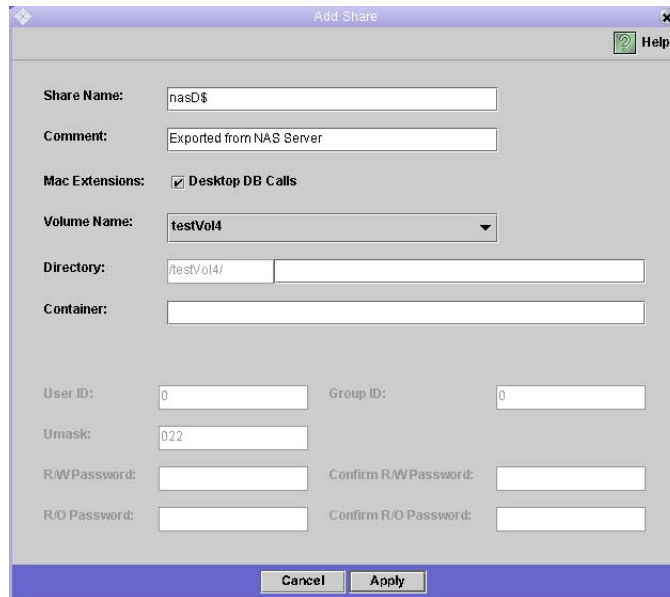 Add Share
Help
Share Name: nasD$
Comment: Exported from NAS Server
Mac Extensions: Desktop DB Calls
Volume Name: testVol4
Directory: /testVol4/
Container:
User ID: 0 Group ID: 0
Umask: 022
R/W Password: Confirm R/W Password:
R/O Password: Confirm R/O Password:
Cancel Apply